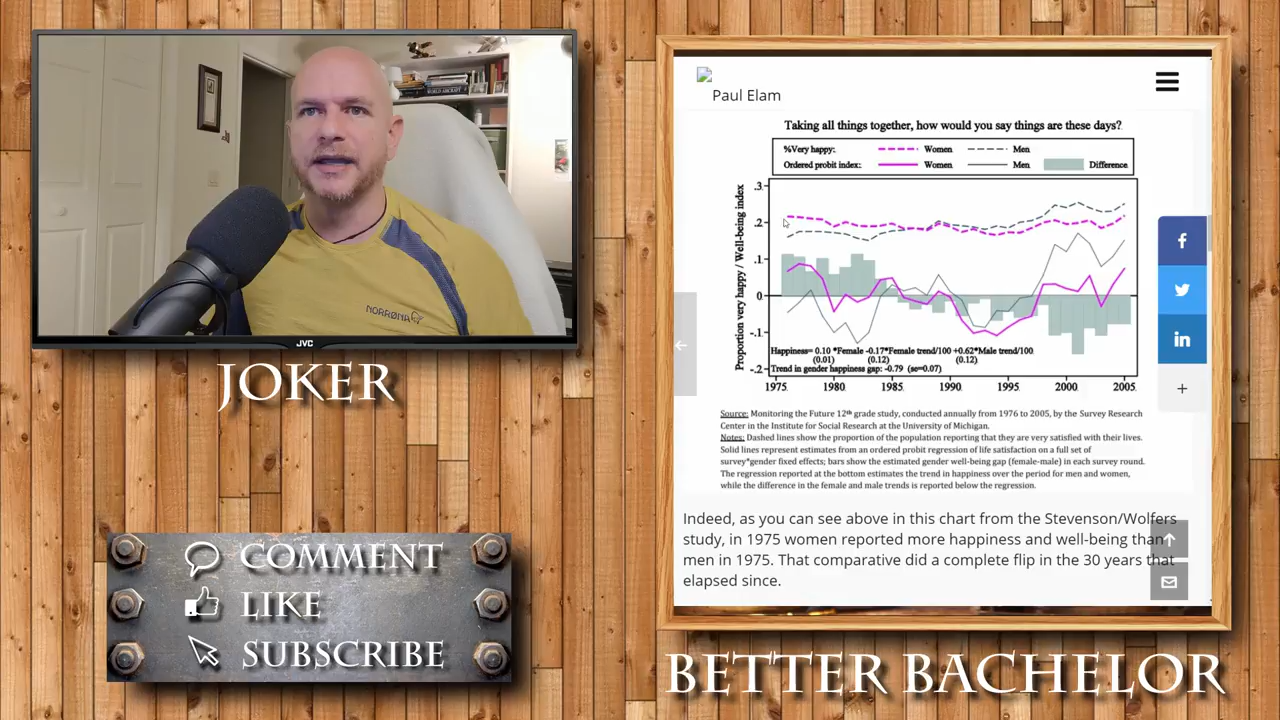 JVC
NORRØNA
JOKER
COMMENT
LIKE
SUBSCRIBE
Paul Elam
Taking all things together, how would you say things are these days?
%Very happy: Women Men
Ordered probit index: Women Men Difference
Proportion very happy / Well-being index
.3
.2
.1
0
-.1
-.2
Happiness= 0.10 *Female -0.17*Female trend/100 +0.62*Male trend/100
(0.01) (0.12) (0.12)
Trend in gender happiness gap: -0.79 (se=0.07)
1975 1980 1985 1990 1995 2000 2005
Source: Monitoring the Future 12th grade study, conducted annually from 1976 to 2005, by the Survey Research
Center in the Institute for Social Research at the University of Michigan.
Notes: Dashed lines show the proportion of the population reporting that they are very satisfied with their lives.
Solid lines represent estimates from an ordered probit regression of life satisfaction on a full set of
survey*gender fixed effects; bars show the estimated gender well-being gap (female-male) in each survey round.
The regression reported at the bottom estimates the trend in happiness over the period for men and women,
while the difference in the female and male trends is reported below the regression.
Indeed, as you can see above in this chart from the Stevenson/Wolfers
study, in 1975 women reported more happiness and well-being than
men in 1975. That comparative did a complete flip in the 30 years that
elapsed since.
BETTER BACHELOR